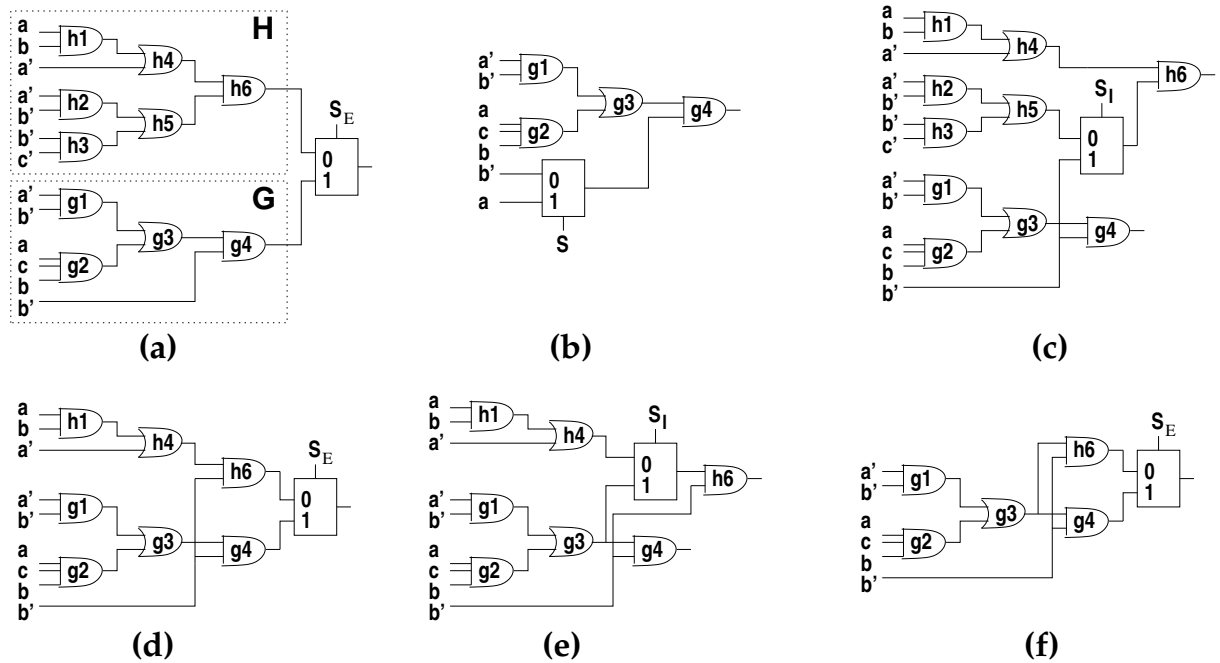 H
a
b
a'
a'
b'
b'
c'
h1
h2
h3
h4
h5
h6
S_E
0
1
G
a'
b'
a
c
b
b'
g1
g2
g3
g4
(a)
a'
b'
a
c
b
b'
a
g1
g2
g3
g4
0
1
S
(b)
a
b
a'
a'
b'
b'
c'
a'
b'
a
c
b
b'
h1
h2
h3
h4
h5
h6
S_I
0
1
g1
g2
g3
g4
(c)
a
b
a'
a'
b'
a
c
b
b'
h1
h4
h6
S_E
0
1
g1
g2
g3
g4
(d)
a
b
a'
a'
b'
a
c
b
b'
h1
h4
S_I
0
1
h6
g1
g2
g3
g4
(e)
a'
b'
a
c
b
b'
g1
g2
g3
h6
g4
S_E
0
1
(f)